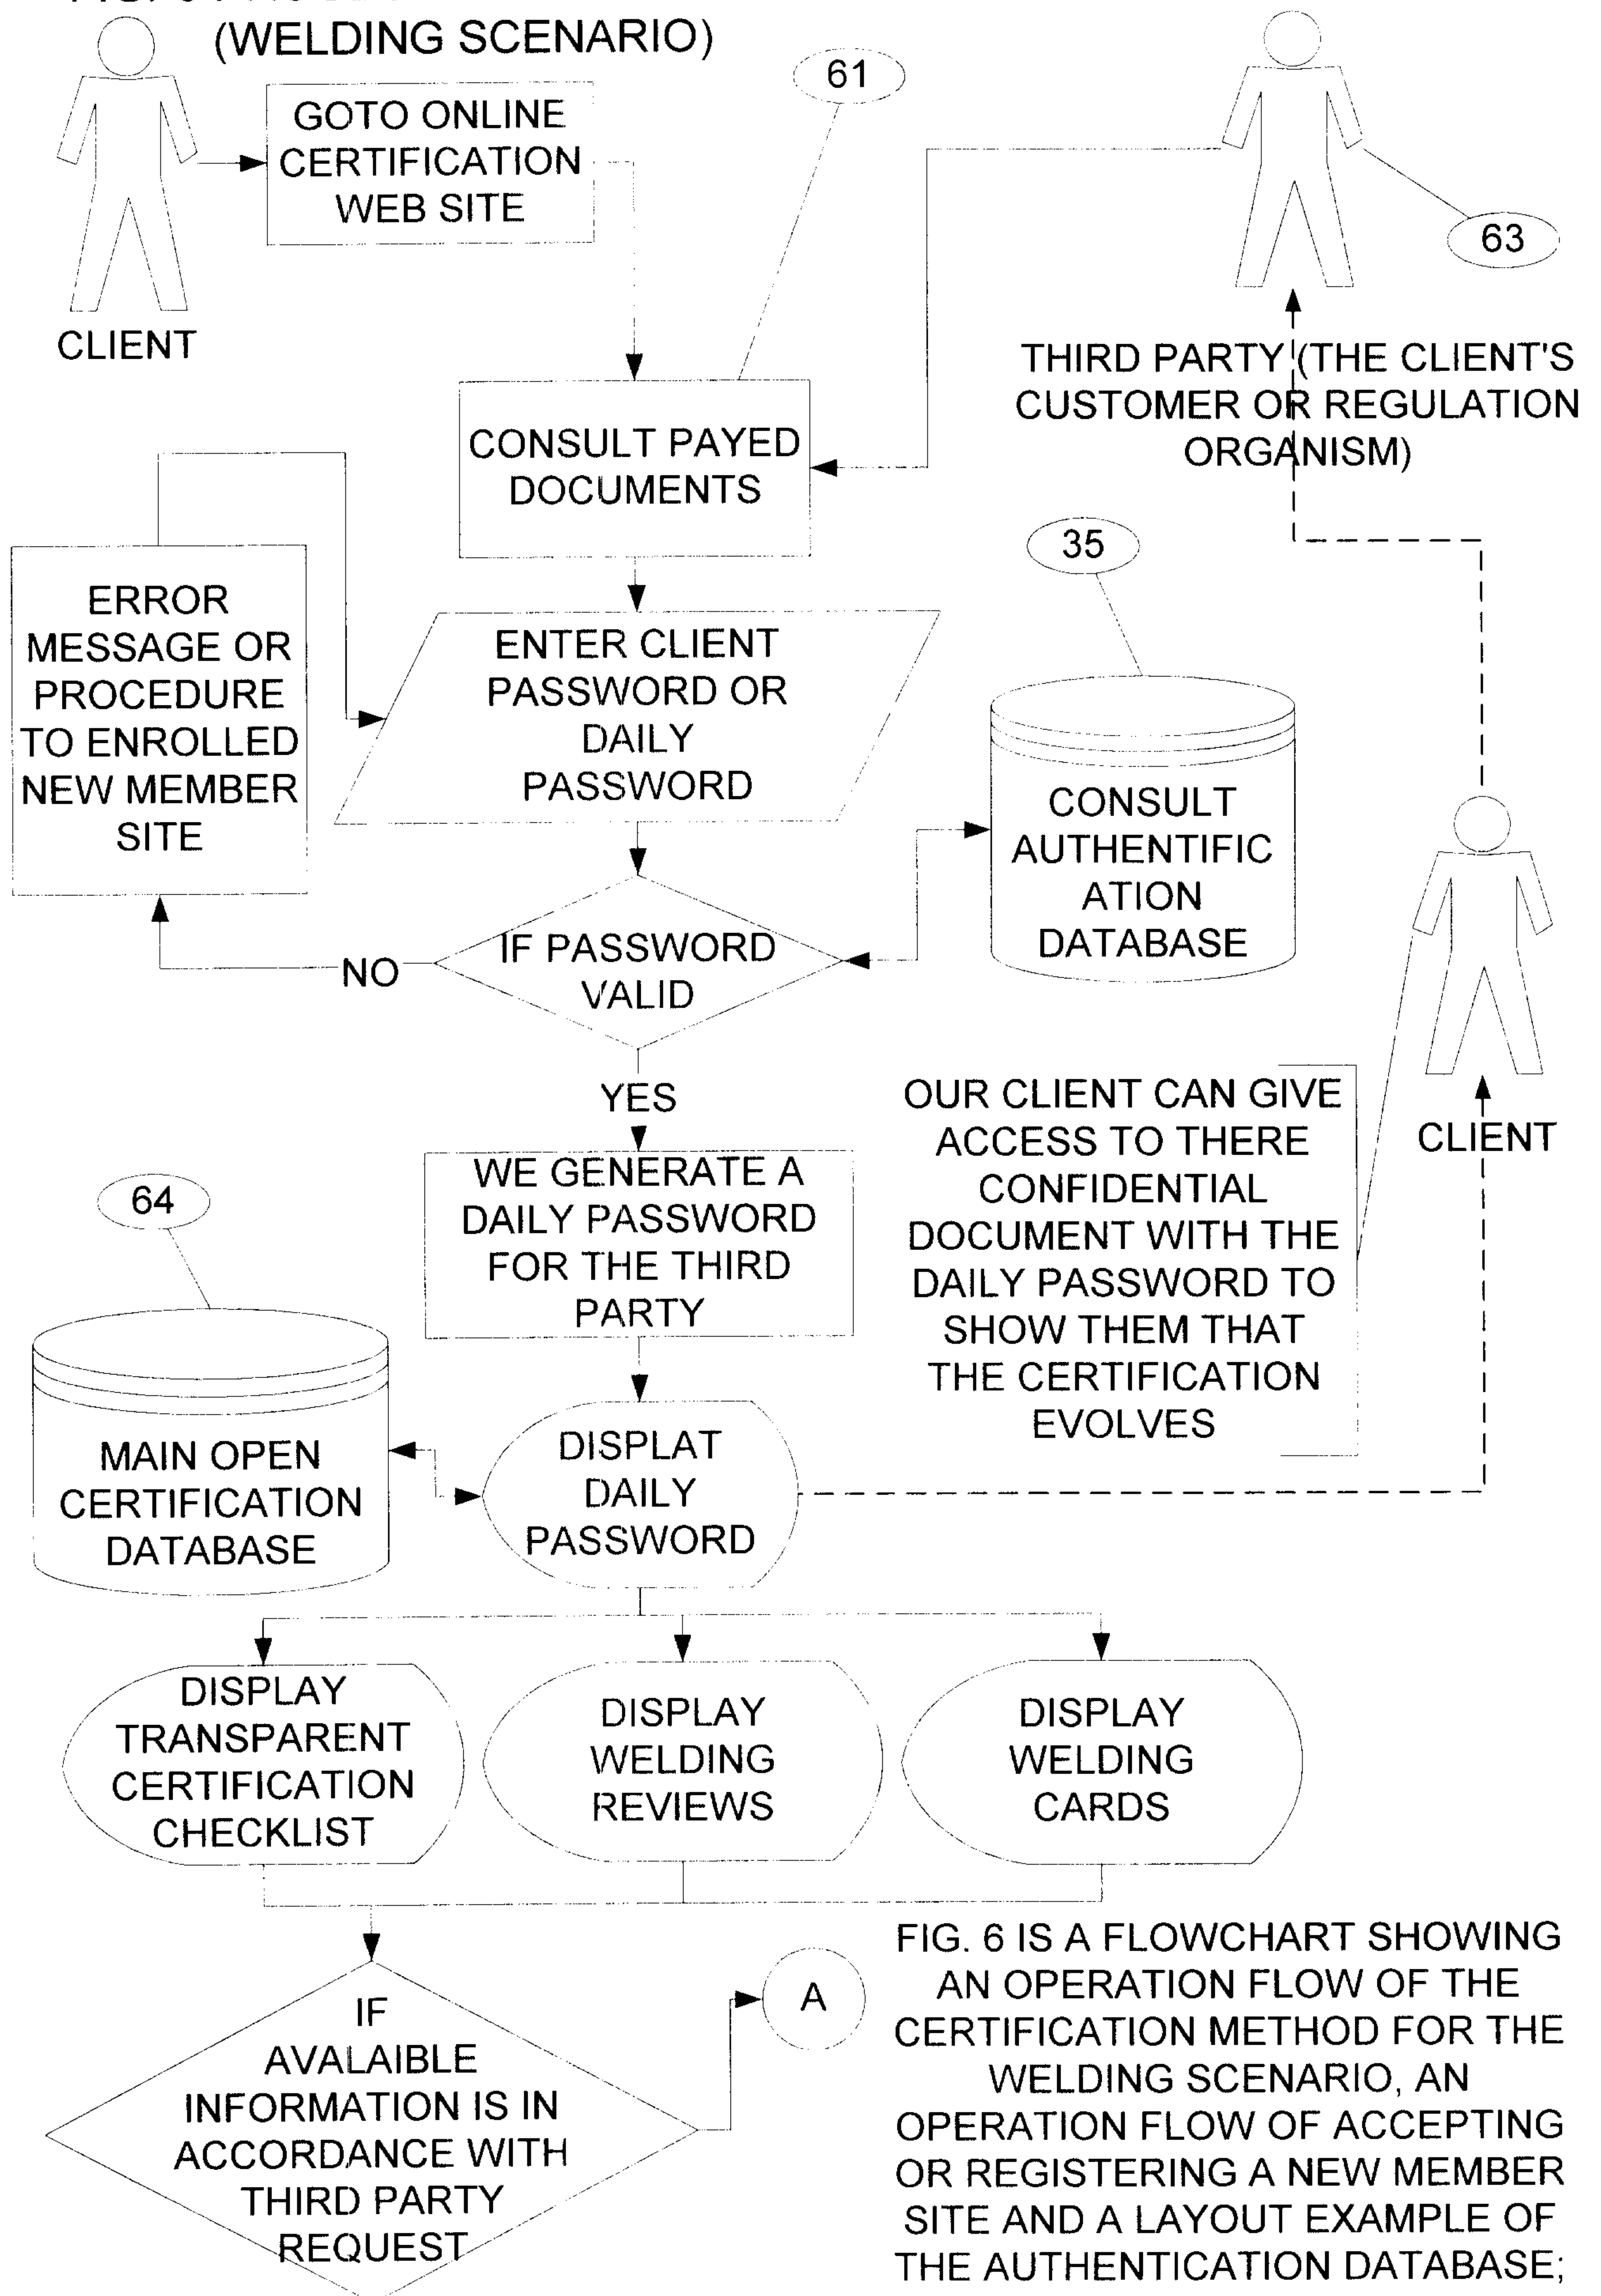 (WELDING SCENARIO)
61
GOTO ONLINE
CERTIFICATION
WEB SITE
63
CLIENT
THIRD PARTY (THE CLIENT'S
CUSTOMER OR REGULATION
ORGANISM)
CONSULT PAYED
DOCUMENTS
35
ERROR
MESSAGE OR
PROCEDURE
TO ENROLLED
NEW MEMBER
SITE
ENTER CLIENT
PASSWORD OR
DAILY
PASSWORD
CONSULT
AUTHENTIFIC
ATION
DATABASE
IF PASSWORD
VALID
NO
YES
OUR CLIENT CAN GIVE
ACCESS TO THERE
CONFIDENTIAL
DOCUMENT WITH THE
DAILY PASSWORD TO
SHOW THEM THAT
THE CERTIFICATION
EVOLVES
CLIENT
WE GENERATE A
DAILY PASSWORD
FOR THE THIRD
PARTY
64
MAIN OPEN
CERTIFICATION
DATABASE
DISPLAT
DAILY
PASSWORD
DISPLAY
TRANSPARENT
CERTIFICATION
CHECKLIST
DISPLAY
WELDING
REVIEWS
DISPLAY
WELDING
CARDS
IF
AVALAIBLE
INFORMATION IS IN
ACCORDANCE WITH
THIRD PARTY
REQUEST
A
FIG. 6 IS A FLOWCHART SHOWING
AN OPERATION FLOW OF THE
CERTIFICATION METHOD FOR THE
WELDING SCENARIO, AN
OPERATION FLOW OF ACCEPTING
OR REGISTERING A NEW MEMBER
SITE AND A LAYOUT EXAMPLE OF
THE AUTHENTICATION DATABASE;